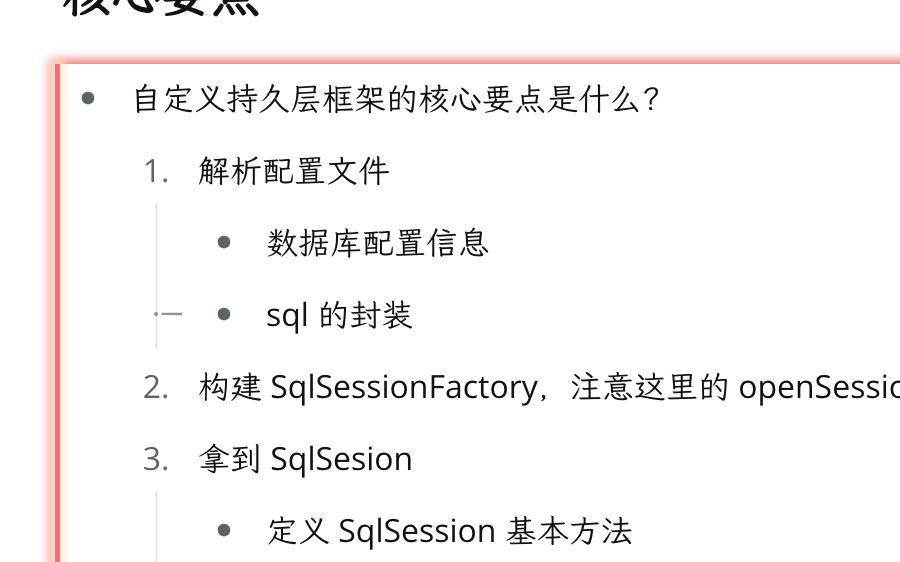 核心要点
自定义持久层框架的核心要点是什么？
1. 解析配置文件
数据库配置信息
sql 的封装
2. 构建 SqlSessionFactory，注意这里的 openSessio
3. 拿到 SqlSesion
定义 SqlSession 基本方法